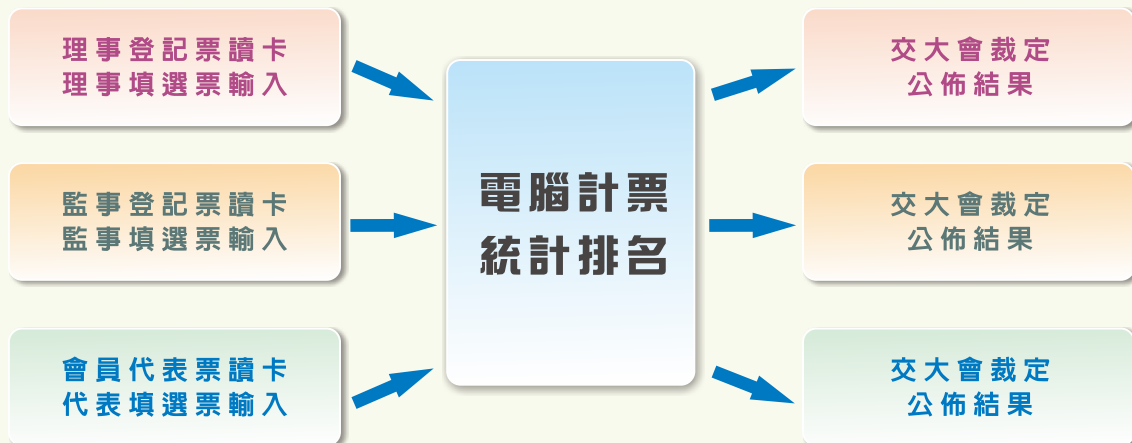 理事登記票讀卡
理事填選票輸入
監事登記票讀卡
監事填選票輸入
會員代表票讀卡
代表填選票輸入
電腦計票
統計排名
交大會裁定
公佈結果
交大會裁定
公佈結果
交大會裁定
公佈結果